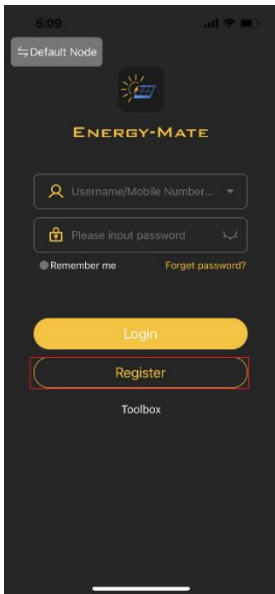 5:09
Default Node
ENERGY-MATE
Username/Mobile Number...
Please input password
Remember me Forget password?
Login
Register
Toolbox